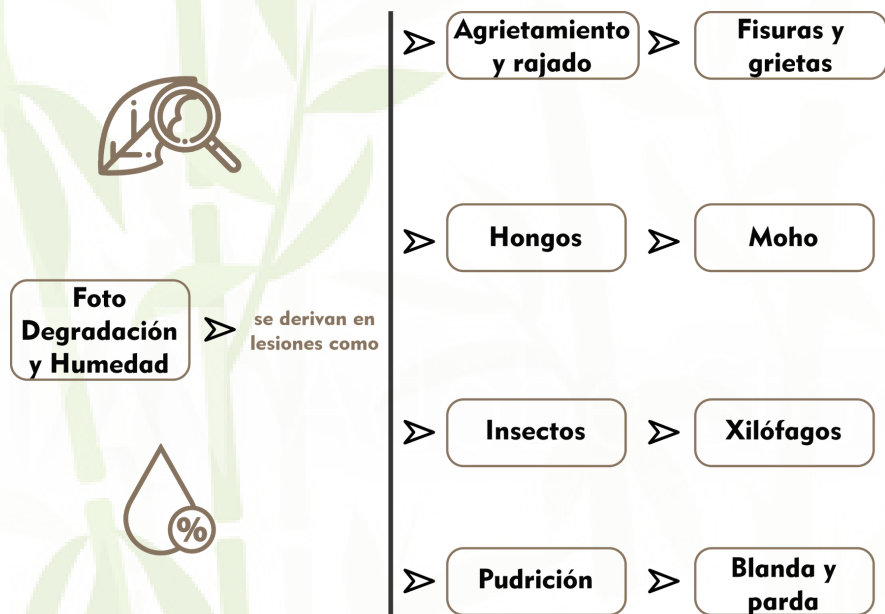 Agrietamiento
y rajado
Fisuras y
grietas
Hongos
Moho
Foto
Degradación
y Humedad
se derivan en
lesiones como
Insectos
Xilófagos
%
Pudrición
Blanda y
parda